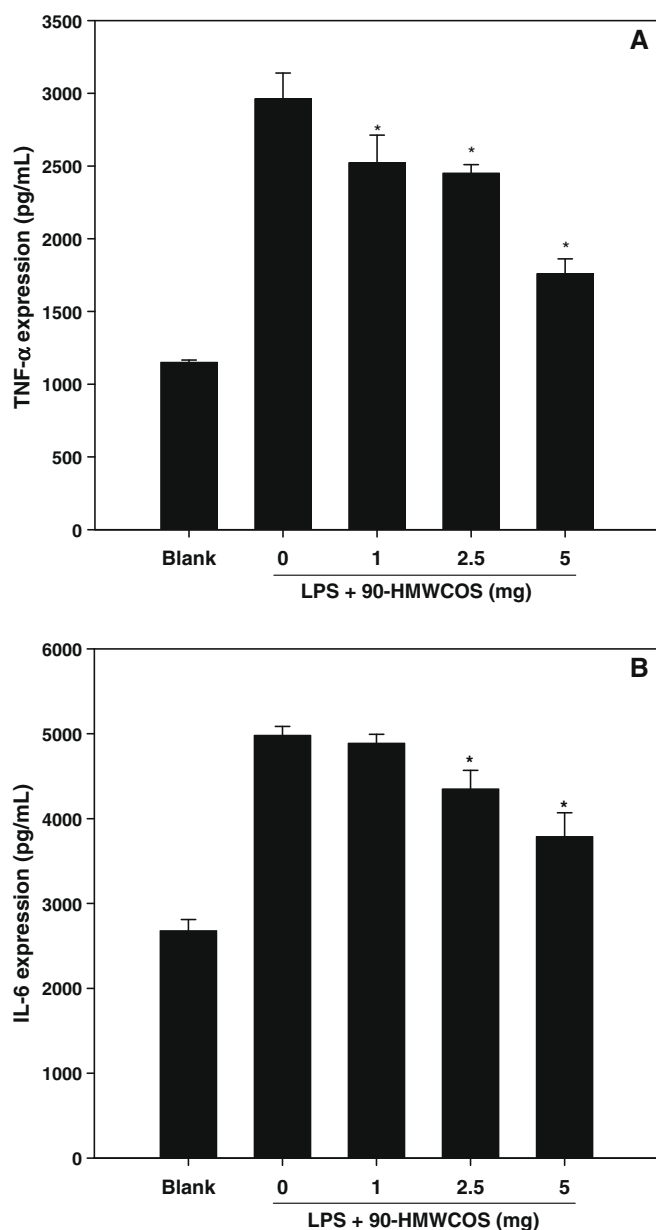 A
3500
3000
2500
2000
1500
1000
500
0
TNF-α expression (pg/mL)
*
*
*
Blank 0 1 2.5 5
LPS + 90-HMWCOS (mg)
B
6000
5000
4000
3000
2000
1000
0
IL-6 expression (pg/mL)
*
*
Blank 0 1 2.5 5
LPS + 90-HMWCOS (mg)